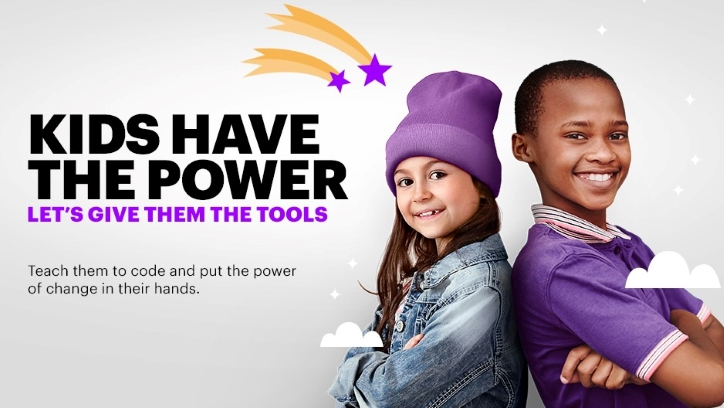 KIDS HAVE
THE POWER
LET'S GIVE THEM THE TOOLS
Teach them to code and put the power
of change in their hands.